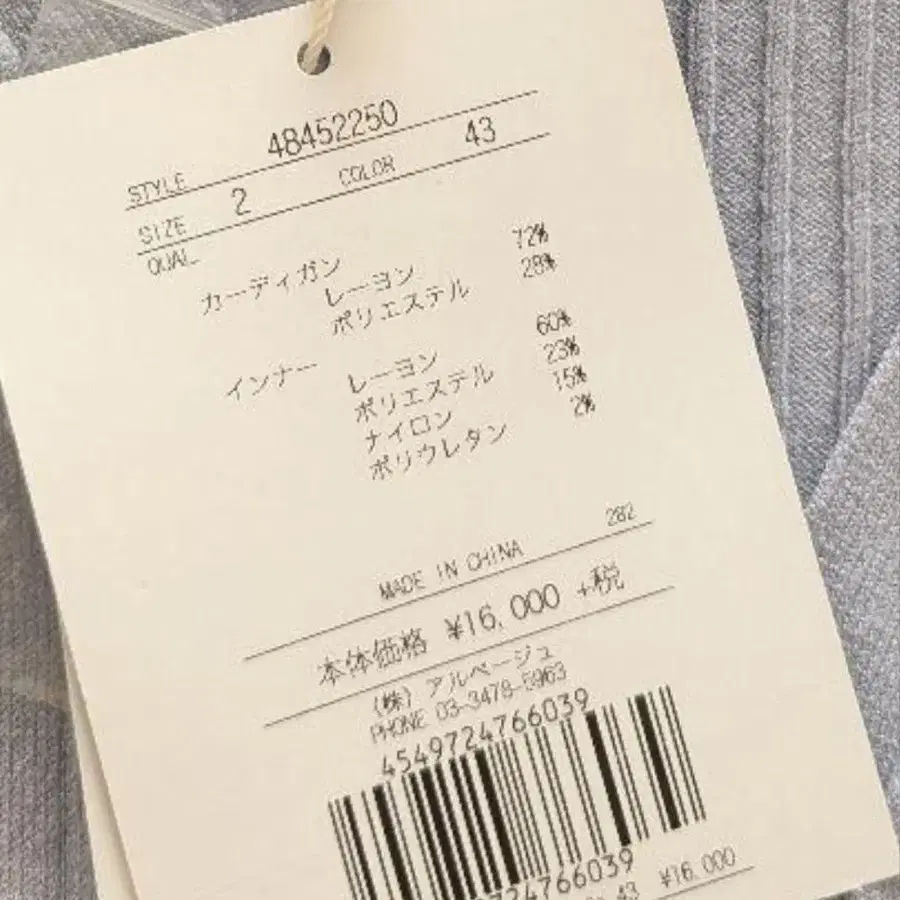 STYLE 48452250
SIZE 2 COLOR 43
QUAL
カーディガン
レーヨン 72%
ポリエステル 28%
インナー
レーヨン 60%
ポリエステル 23%
ナイロン 15%
ポリウレタン 2%
282
MADE IN CHINA
本体価格 ¥16,000 +税
(株) アルページュ
PHONE 03-3478-5963
4549724766039
724766039
43 ¥16,000